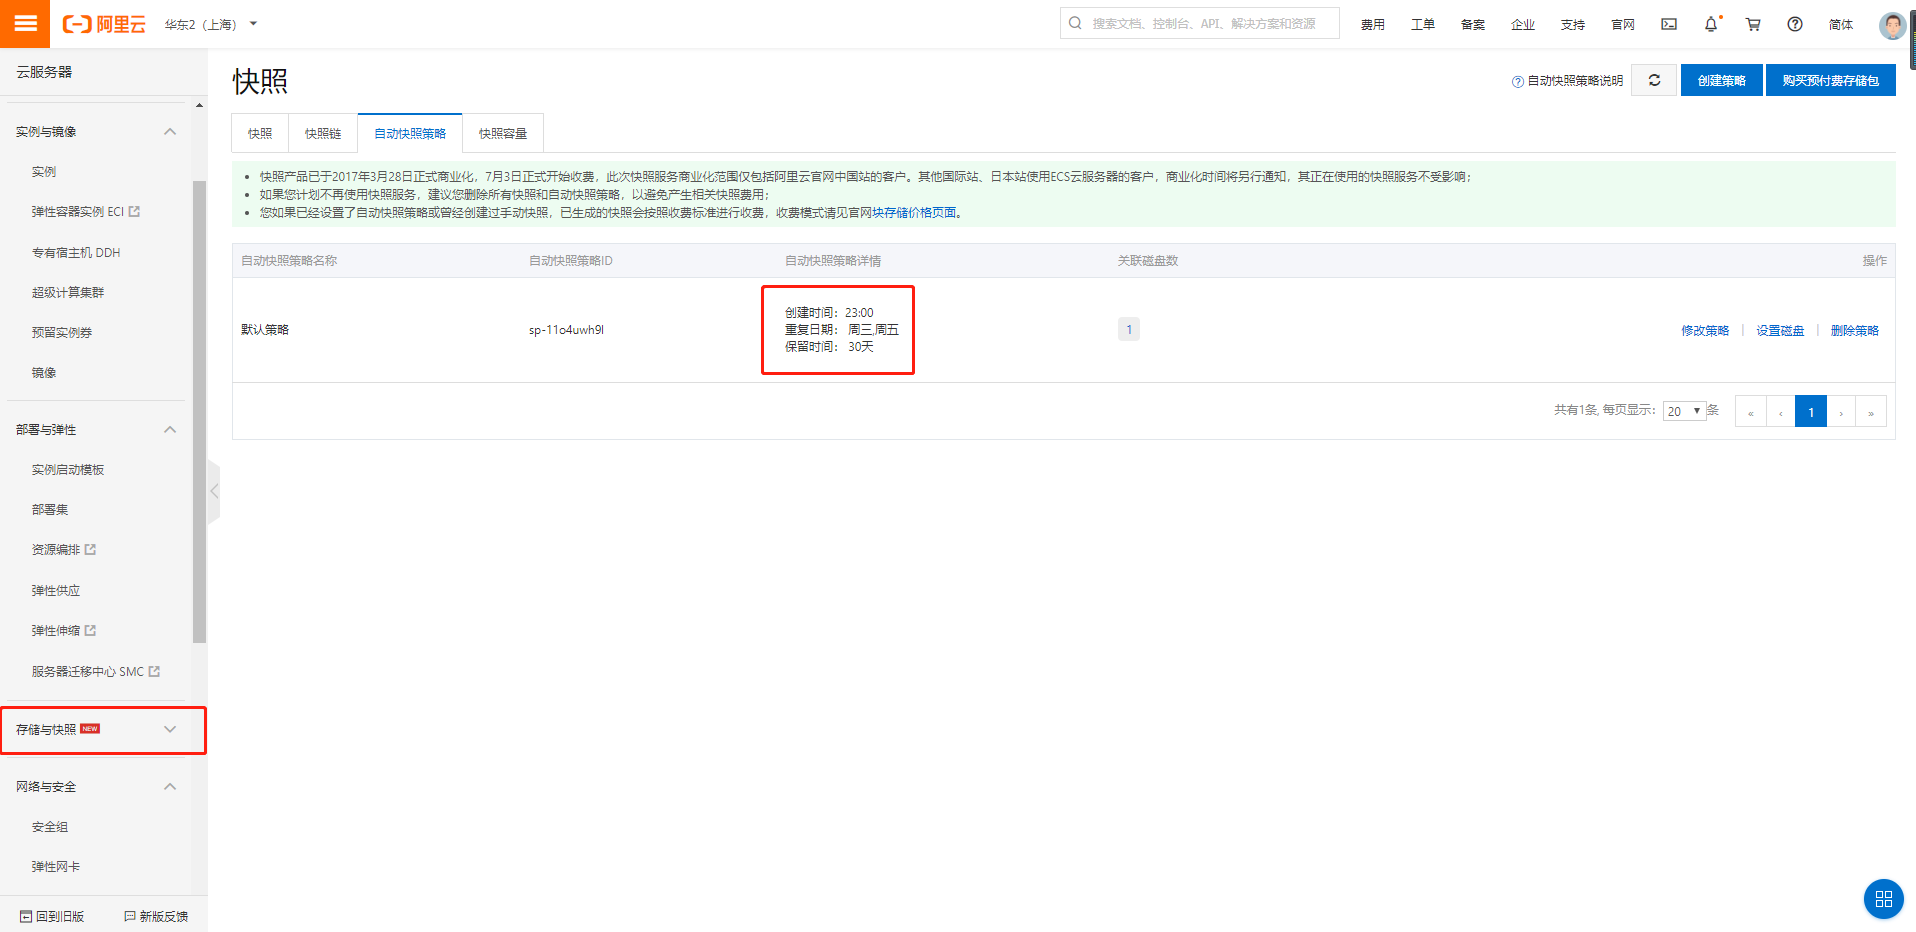 阿里云
华东2（上海）
搜索文档、控制台、API、解决方案和资源
费用
工单
备案
企业
支持
官网
简体
云服务器
实例与镜像
实例
弹性容器实例 ECI
专有宿主机 DDH
超级计算集群
预留实例券
镜像
部署与弹性
实例启动模板
部署集
资源编排
弹性供应
弹性伸缩
服务器迁移中心 SMC
存储与快照 NEW
网络与安全
安全组
弹性网卡
回到旧版
新版反馈
快照
自动快照策略说明
创建策略
购买预付费存储包
快照
快照链
自动快照策略
快照容量
快照产品已于2017年3月28日正式商业化，7月3日正式开始收费，此次快照服务商业化范围仅包括阿里云官网中国站的客户。其他国际站、日本站使用ECS云服务器的客户，商业化时间将另行通知，其正在使用的快照服务不受影响；
如果您计划不再使用快照服务，建议您删除所有快照和自动快照策略，以避免产生相关快照费用；
您如果已经设置了自动快照策略或曾经创建过手动快照，已生成的快照会按照收费标准进行收费，收费模式请见官网块存储价格页面。
自动快照策略名称
自动快照策略ID
自动快照策略详情
关联磁盘数
操作
默认策略
sp-11o4uwh9l
创建时间：23:00
重复日期： 周三,周五
保留时间： 30天
1
修改策略
设置磁盘
删除策略
共有1条, 每页显示：
20
条
«
‹
1
›
»